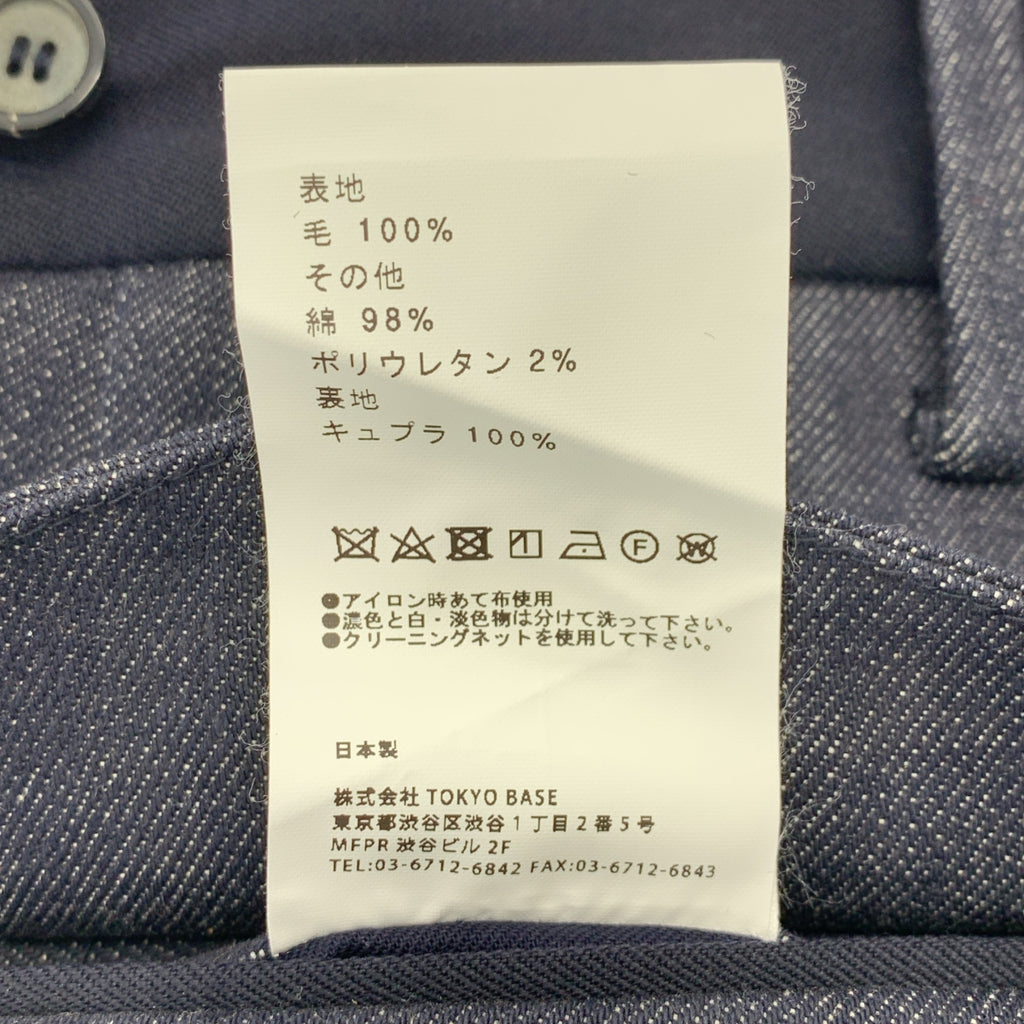 表地
毛 100%
その他
綿 98%
ポリウレタン 2%
裏地
キュプラ 100%
F W
●アイロン時あて布使用
●濃色と白・淡色物は分けて洗って下さい。
●クリーニングネットを使用して下さい。
日本製
株式会社 TOKYO BASE
東京都渋谷区渋谷1丁目2番5号
MFPR 渋谷ビル 2F
TEL:03-6712-6842 FAX:03-6712-6843